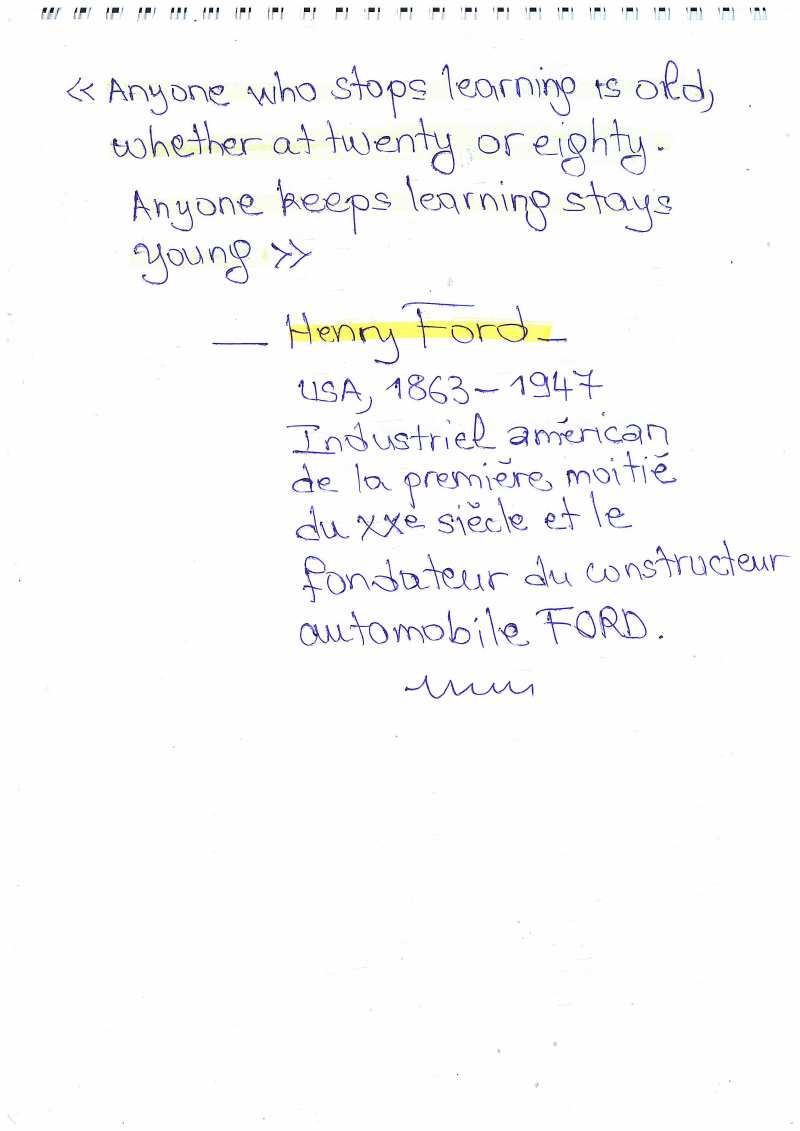 « Anyone who stops learning is old,
whether at twenty or eighty.
Anyone keeps learning stays
young »
— Henry Ford —
USA, 1863 – 1947
Industriel américan
de la première moitié
du XXe siècle et le
fondateur du constructeur
automobile FORD.